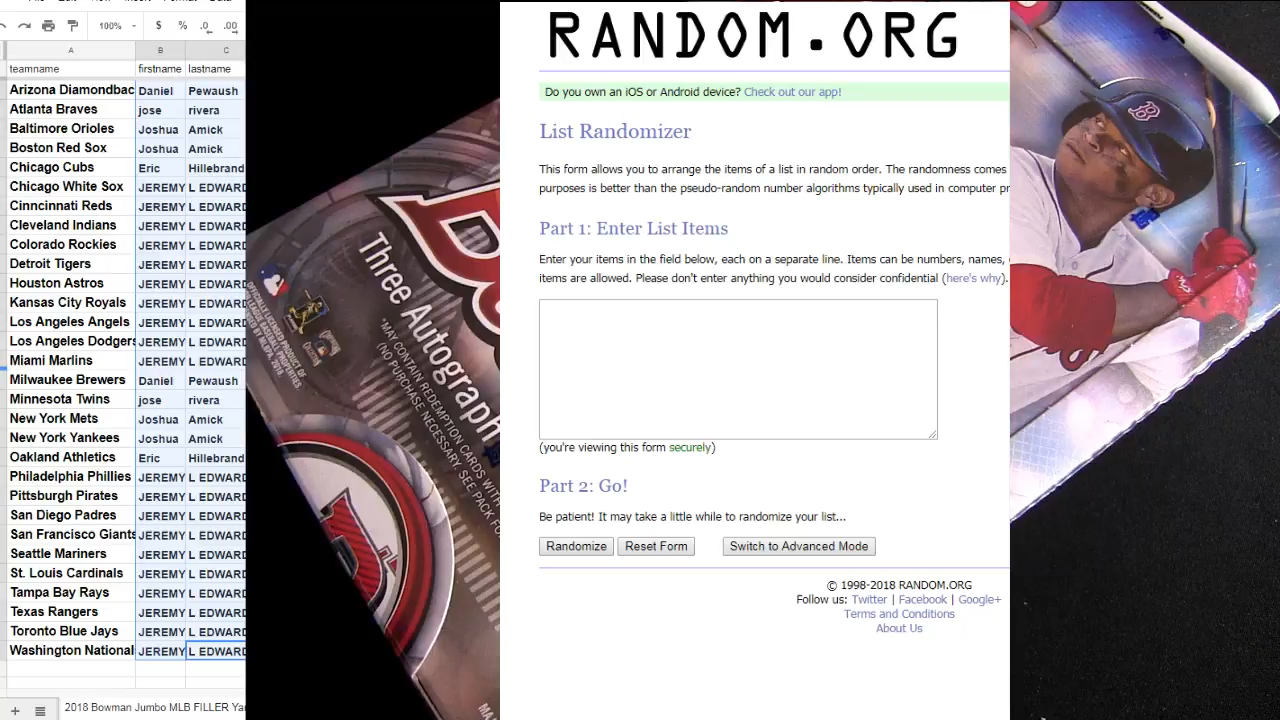 100%
$
%
.0
.00
A
B
C
teamname firstname lastname
Arizona Diamondbac Daniel Pewaush
Atlanta Braves jose rivera
Baltimore Orioles Joshua Amick
Boston Red Sox Joshua Amick
Chicago Cubs Eric Hillebrand
Chicago White Sox JEREMY L EDWARD
Cinncinnati Reds JEREMY L EDWARD
Cleveland Indians JEREMY L EDWARD
Colorado Rockies JEREMY L EDWARD
Detroit Tigers JEREMY L EDWARD
Houston Astros JEREMY L EDWARD
Kansas City Royals JEREMY L EDWARD
Los Angeles Angels JEREMY L EDWARD
Los Angeles Dodgers JEREMY L EDWARD
Miami Marlins JEREMY L EDWARD
Milwaukee Brewers Daniel Pewaush
Minnesota Twins jose rivera
New York Mets Joshua Amick
New York Yankees Joshua Amick
Oakland Athletics Eric Hillebrand
Philadelphia Phillies JEREMY L EDWARD
Pittsburgh Pirates JEREMY L EDWARD
San Diego Padres JEREMY L EDWARD
San Francisco Giants JEREMY L EDWARD
Seattle Mariners JEREMY L EDWARD
St. Louis Cardinals JEREMY L EDWARD
Tampa Bay Rays JEREMY L EDWARD
Texas Rangers JEREMY L EDWARD
Toronto Blue Jays JEREMY L EDWARD
Washington National JEREMY L EDWARD
2018 Bowman Jumbo MLB FILLER Ya
Three Autograph
*MAY CONTAIN REDEMPTION CARDS WITH
(NO PURCHASE NECESSARY. SEE PACK FO
RANDOM.ORG
Do you own an iOS or Android device? Check out our app!
List Randomizer
This form allows you to arrange the items of a list in random order. The randomness comes
purposes is better than the pseudo-random number algorithms typically used in computer pr
Part 1: Enter List Items
Enter your items in the field below, each on a separate line. Items can be numbers, names,
items are allowed. Please don't enter anything you would consider confidential (here's why).
(you're viewing this form securely)
Part 2: Go!
Be patient! It may take a little while to randomize your list...
Randomize Reset Form Switch to Advanced Mode
© 1998-2018 RANDOM.ORG
Follow us: Twitter | Facebook | Google+
Terms and Conditions
About Us